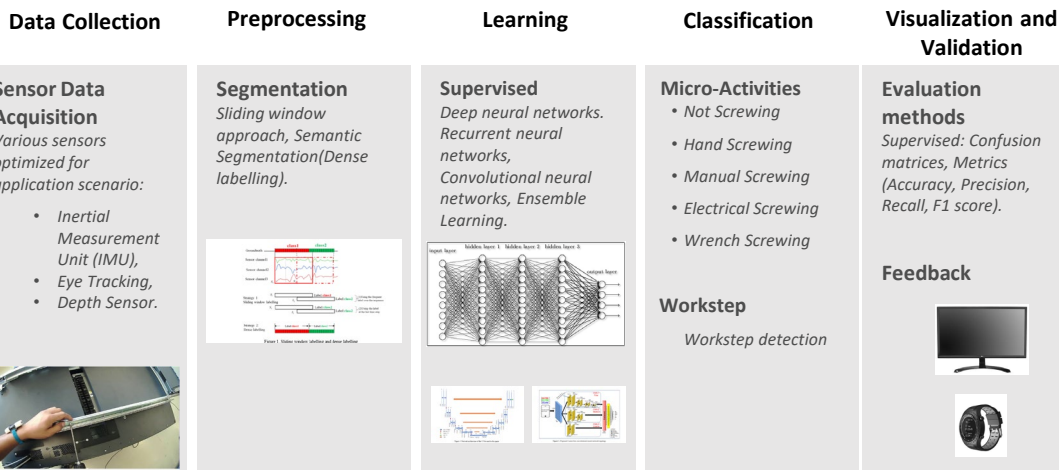 Data Collection
Preprocessing
Learning
Classification
Visualization and
Validation
Sensor Data
Acquisition
Various sensors
optimized for
application scenario:
• Inertial
Measurement
Unit (IMU),
• Eye Tracking,
• Depth Sensor.
Segmentation
Sliding window
approach, Semantic
Segmentation(Dense
labelling).
Supervised
Deep neural networks.
Recurrent neural
networks,
Convolutional neural
networks, Ensemble
Learning.
input layer
hidden layer 1 hidden layer 2 hidden layer 3
output layer
Micro-Activities
• Not Screwing
• Hand Screwing
• Manual Screwing
• Electrical Screwing
• Wrench Screwing
Workstep
Workstep detection
Evaluation
methods
Supervised: Confusion
matrices, Metrics
(Accuracy, Precision,
Recall, F1 score).
Feedback